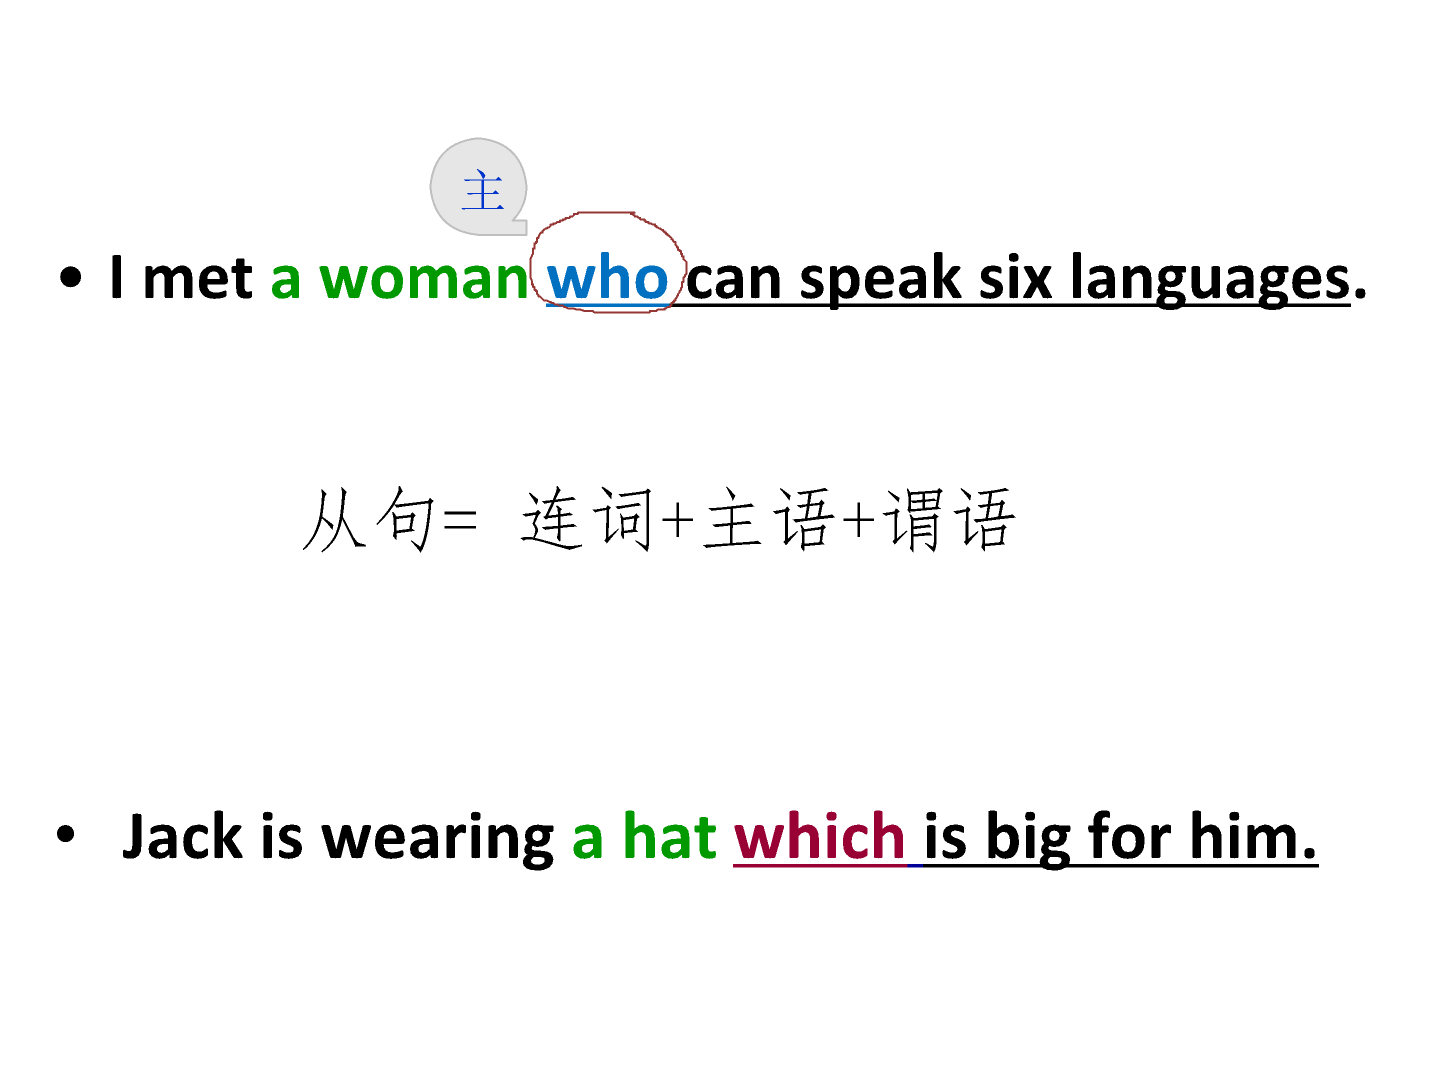 主
• I met a woman who can speak six languages.
从句= 连词+主语+谓语
• Jack is wearing a hat which is big for him.